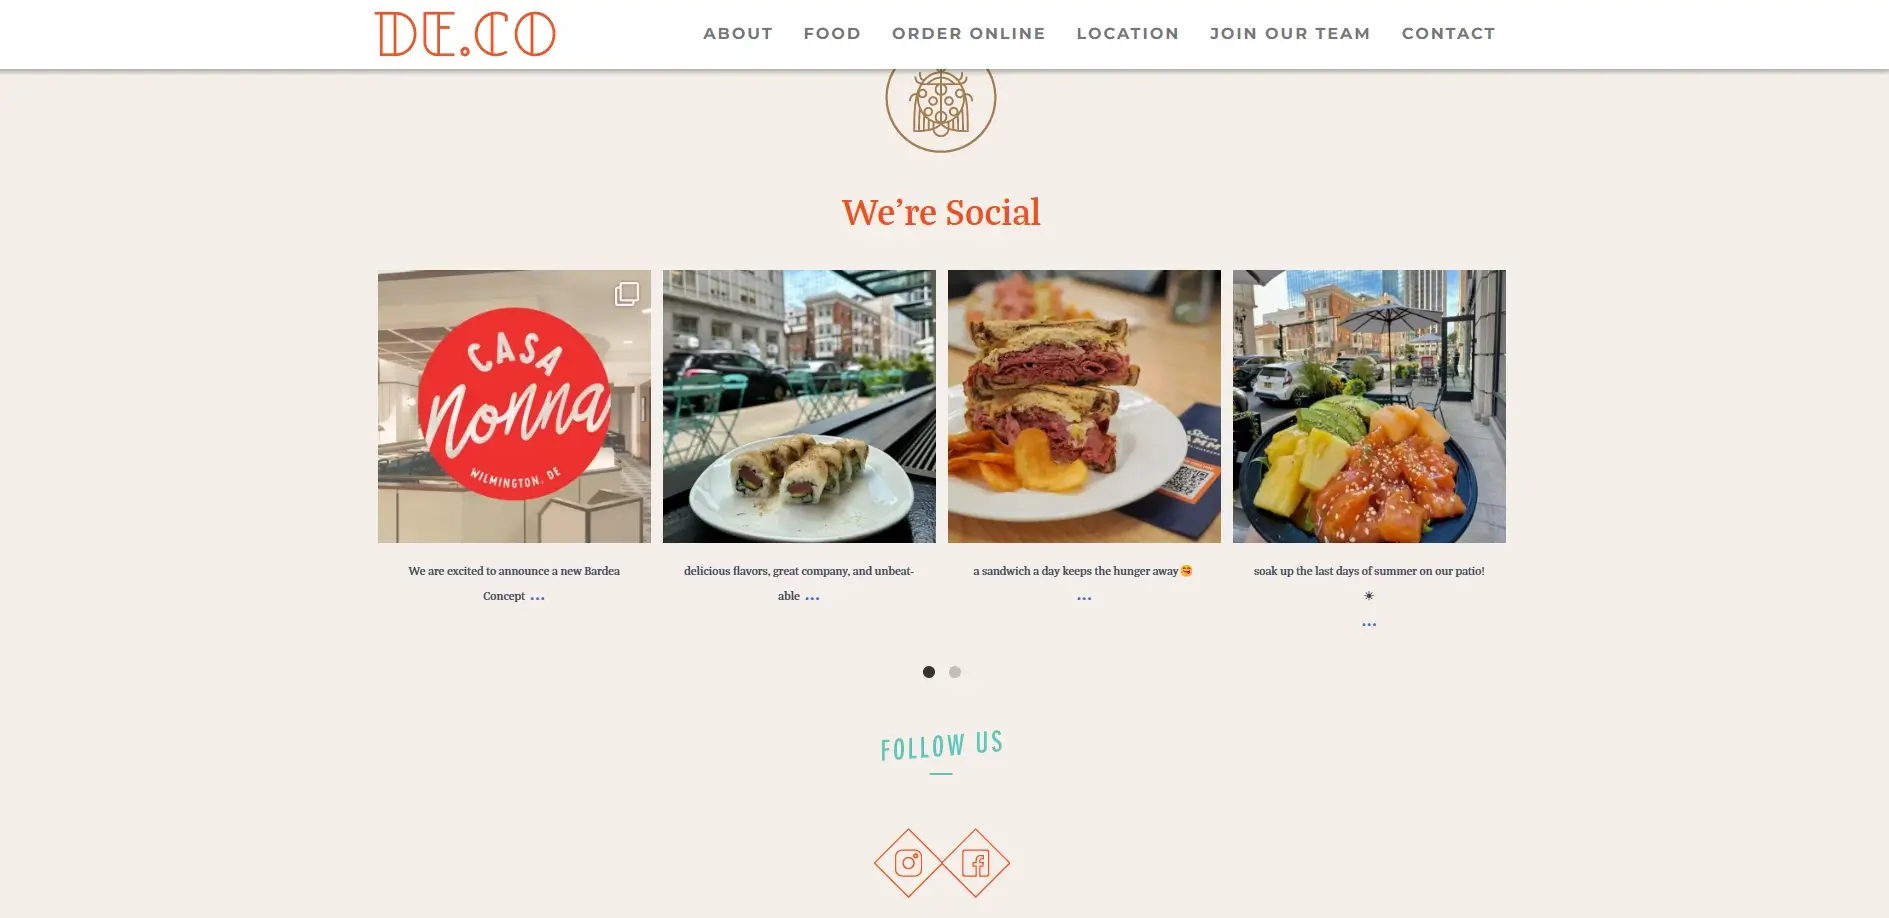 DE.CO
ABOUT FOOD ORDER ONLINE LOCATION JOIN OUR TEAM CONTACT
We’re Social
CASA
nonna
WILMINGTON, DE
We are excited to announce a new Bardea
Concept ...
delicious flavors, great company, and unbeat-
able ...
a sandwich a day keeps the hunger away🥰
...
soak up the last days of summer on our patio!
☀
...
FOLLOW US